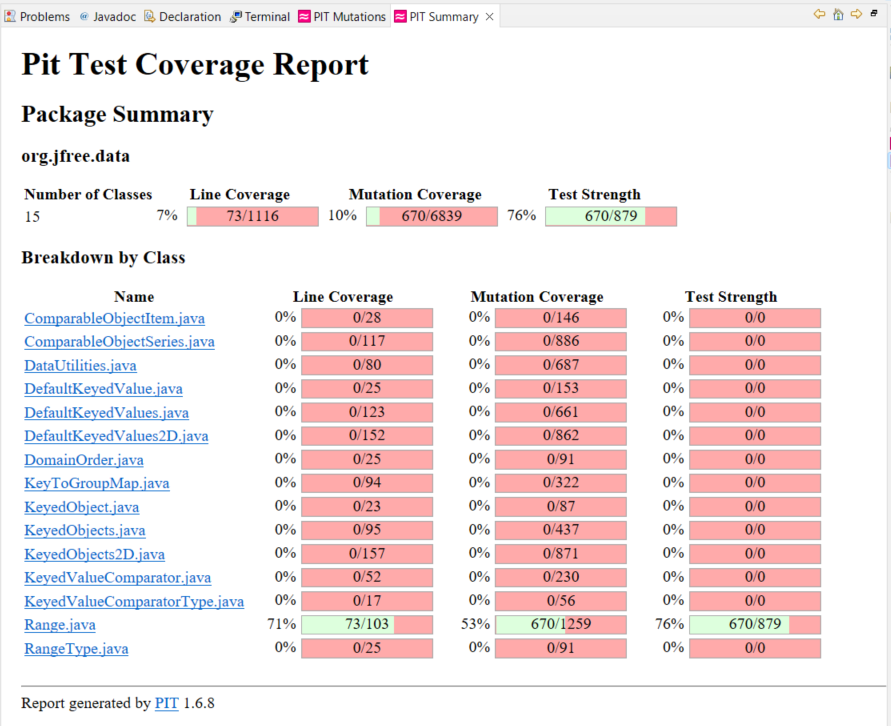 Problems @ Javadoc Declaration Terminal PIT Mutations PIT Summary
Pit Test Coverage Report
Package Summary
org.jfree.data
Number of Classes Line Coverage Mutation Coverage Test Strength
15 7% 73/1116 10% 670/6839 76% 670/879
Breakdown by Class
Name Line Coverage Mutation Coverage Test Strength
ComparableObjectItem.java 0% 0/28 0% 0/146 0% 0/0
ComparableObjectSeries.java 0% 0/117 0% 0/886 0% 0/0
DataUtilities.java 0% 0/80 0% 0/687 0% 0/0
DefaultKeyedValue.java 0% 0/25 0% 0/153 0% 0/0
DefaultKeyedValues.java 0% 0/123 0% 0/661 0% 0/0
DefaultKeyedValues2D.java 0% 0/152 0% 0/862 0% 0/0
DomainOrder.java 0% 0/25 0% 0/91 0% 0/0
KeyToGroupMap.java 0% 0/94 0% 0/322 0% 0/0
KeyedObject.java 0% 0/23 0% 0/87 0% 0/0
KeyedObjects.java 0% 0/95 0% 0/437 0% 0/0
KeyedObjects2D.java 0% 0/157 0% 0/871 0% 0/0
KeyedValueComparator.java 0% 0/52 0% 0/230 0% 0/0
KeyedValueComparatorType.java 0% 0/17 0% 0/56 0% 0/0
Range.java 71% 73/103 53% 670/1259 76% 670/879
RangeType.java 0% 0/25 0% 0/91 0% 0/0
Report generated by PIT 1.6.8